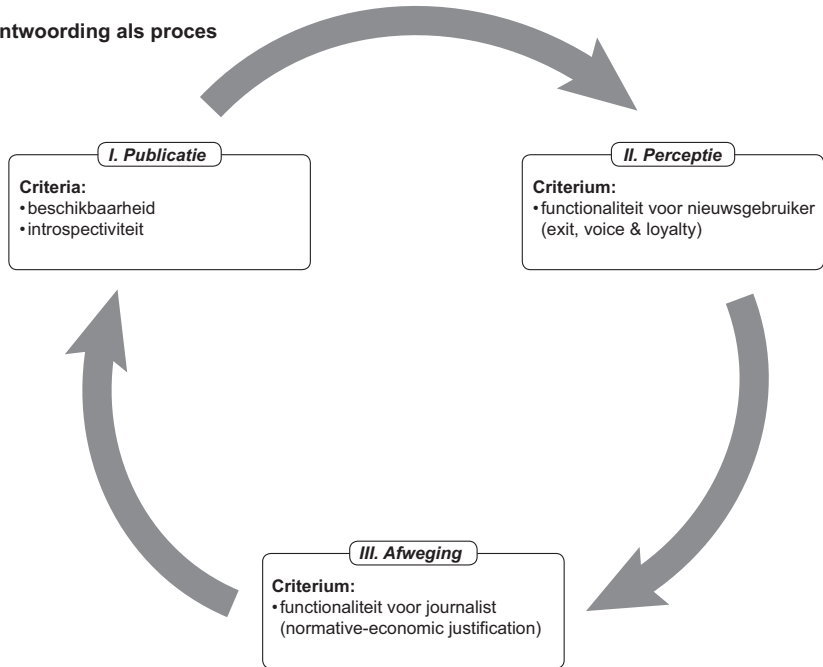 ntwoording als proces
I. Publicatie
Criteria:
• beschikbaarheid
• introspectiviteit
II. Perceptie
Criterium:
• functionaliteit voor nieuwsgebruiker
(exit, voice & loyalty)
III. Afweging
Criterium:
• functionaliteit voor journalist
(normative-economic justification)